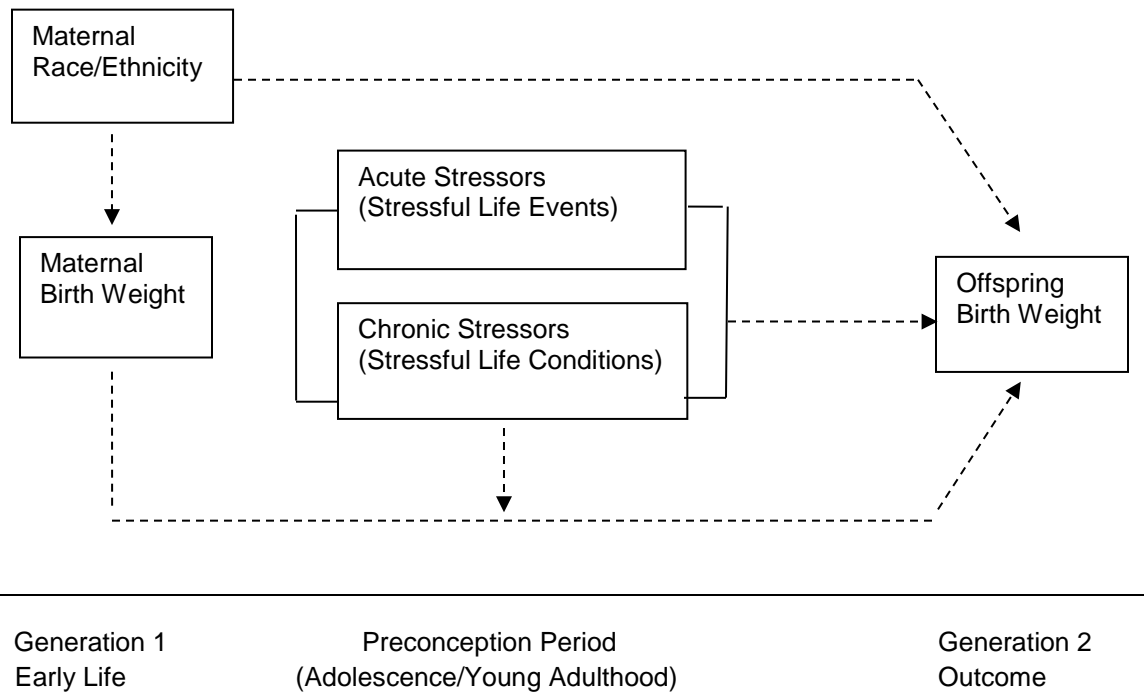 Maternal
Race/Ethnicity
Acute Stressors
(Stressful Life Events)
Maternal
Birth Weight
Chronic Stressors
(Stressful Life Conditions)
Offspring
Birth Weight
Generation 1
Early Life
Preconception Period
(Adolescence/Young Adulthood)
Generation 2
Outcome